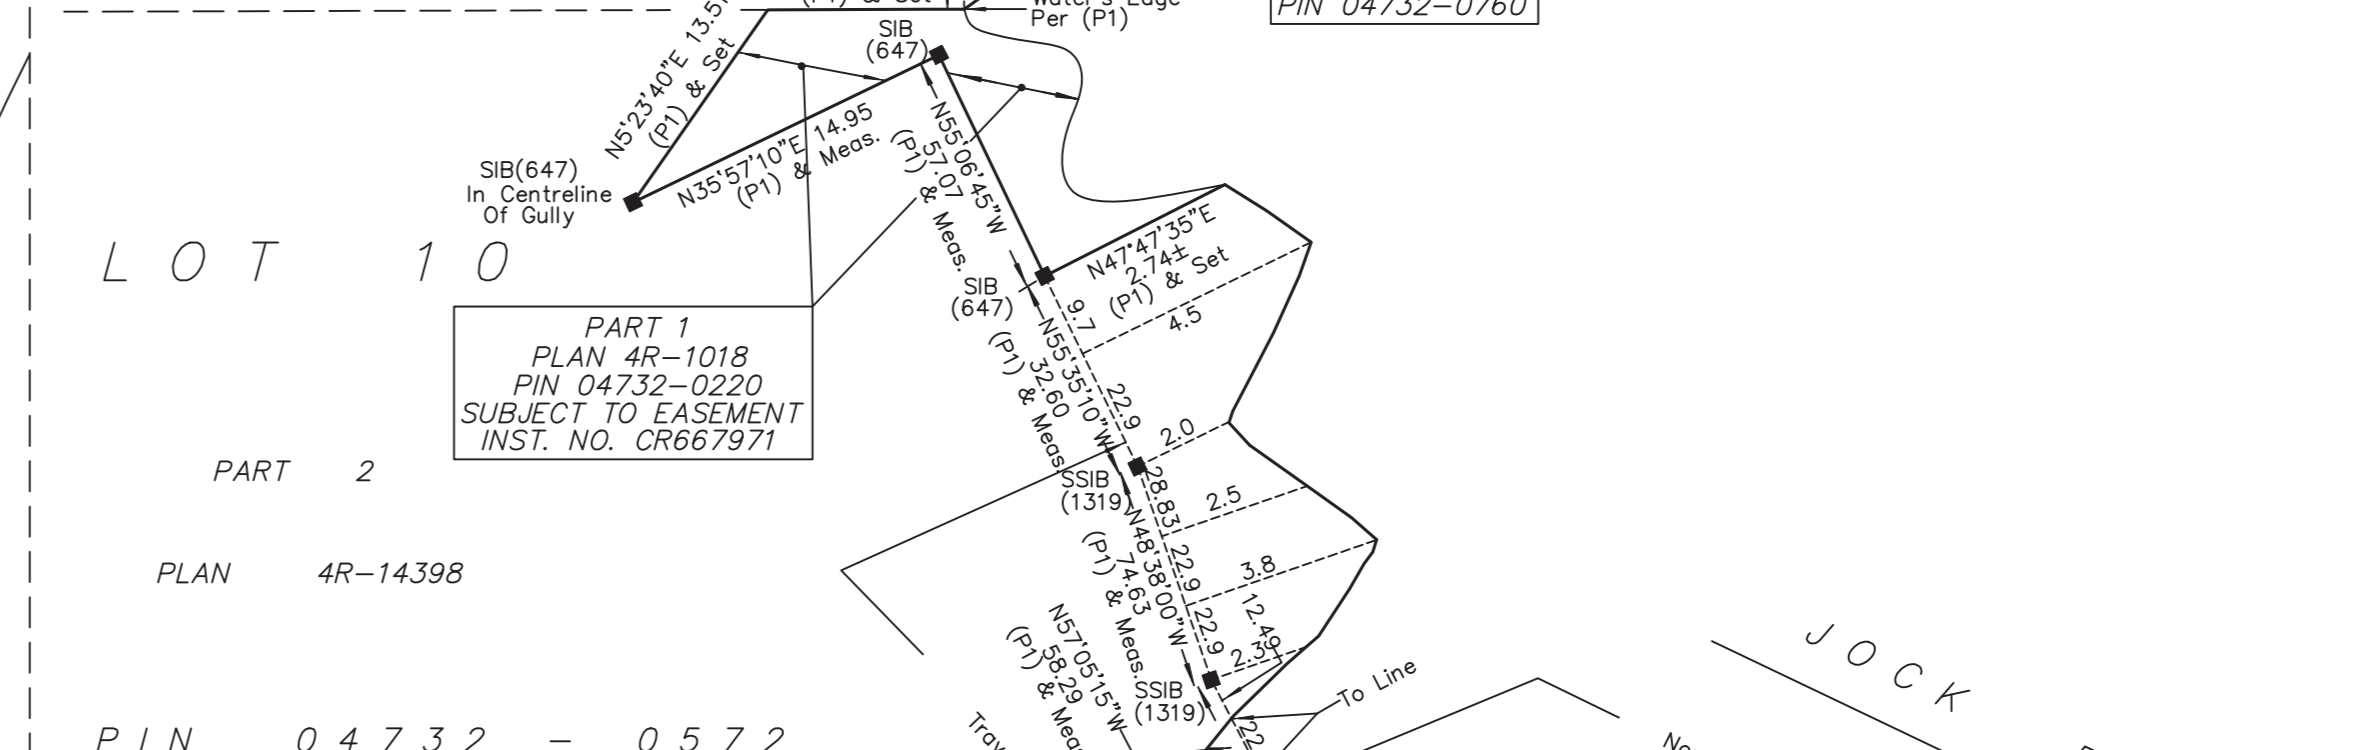 SIB
(647)
Per (P1)
PIN 04732-0760
N5°23'40"E
(P1) & Set
N35°57'10"E 14.95
(P1) & Meas.
SIB(647)
In Centreline
Of Gully
N55°06'45"W
57.07
(P1) & Meas.
LOT 10
SIB
(647)
N47°47'35"E
2.74±
(P1) & Set
9.7
4.5
PART 1
PLAN 4R-1018
PIN 04732-0220
SUBJECT TO EASEMENT
INST. NO. CR667971
N55°35'10"W
32.60
(P1) & Meas.
22.9
2.0
PART 2
SSIB
(1319)
28.83
2.5
PLAN 4R-14398
N48°38'00"W
74.63
(P1) & Meas.
22.9
3.8
22.9
12.49
2.39
N57°05'15"W
58.29
(P1) & Meas
SSIB
(1319)
To Line
JOCK
PIN 04732 - 0572
22